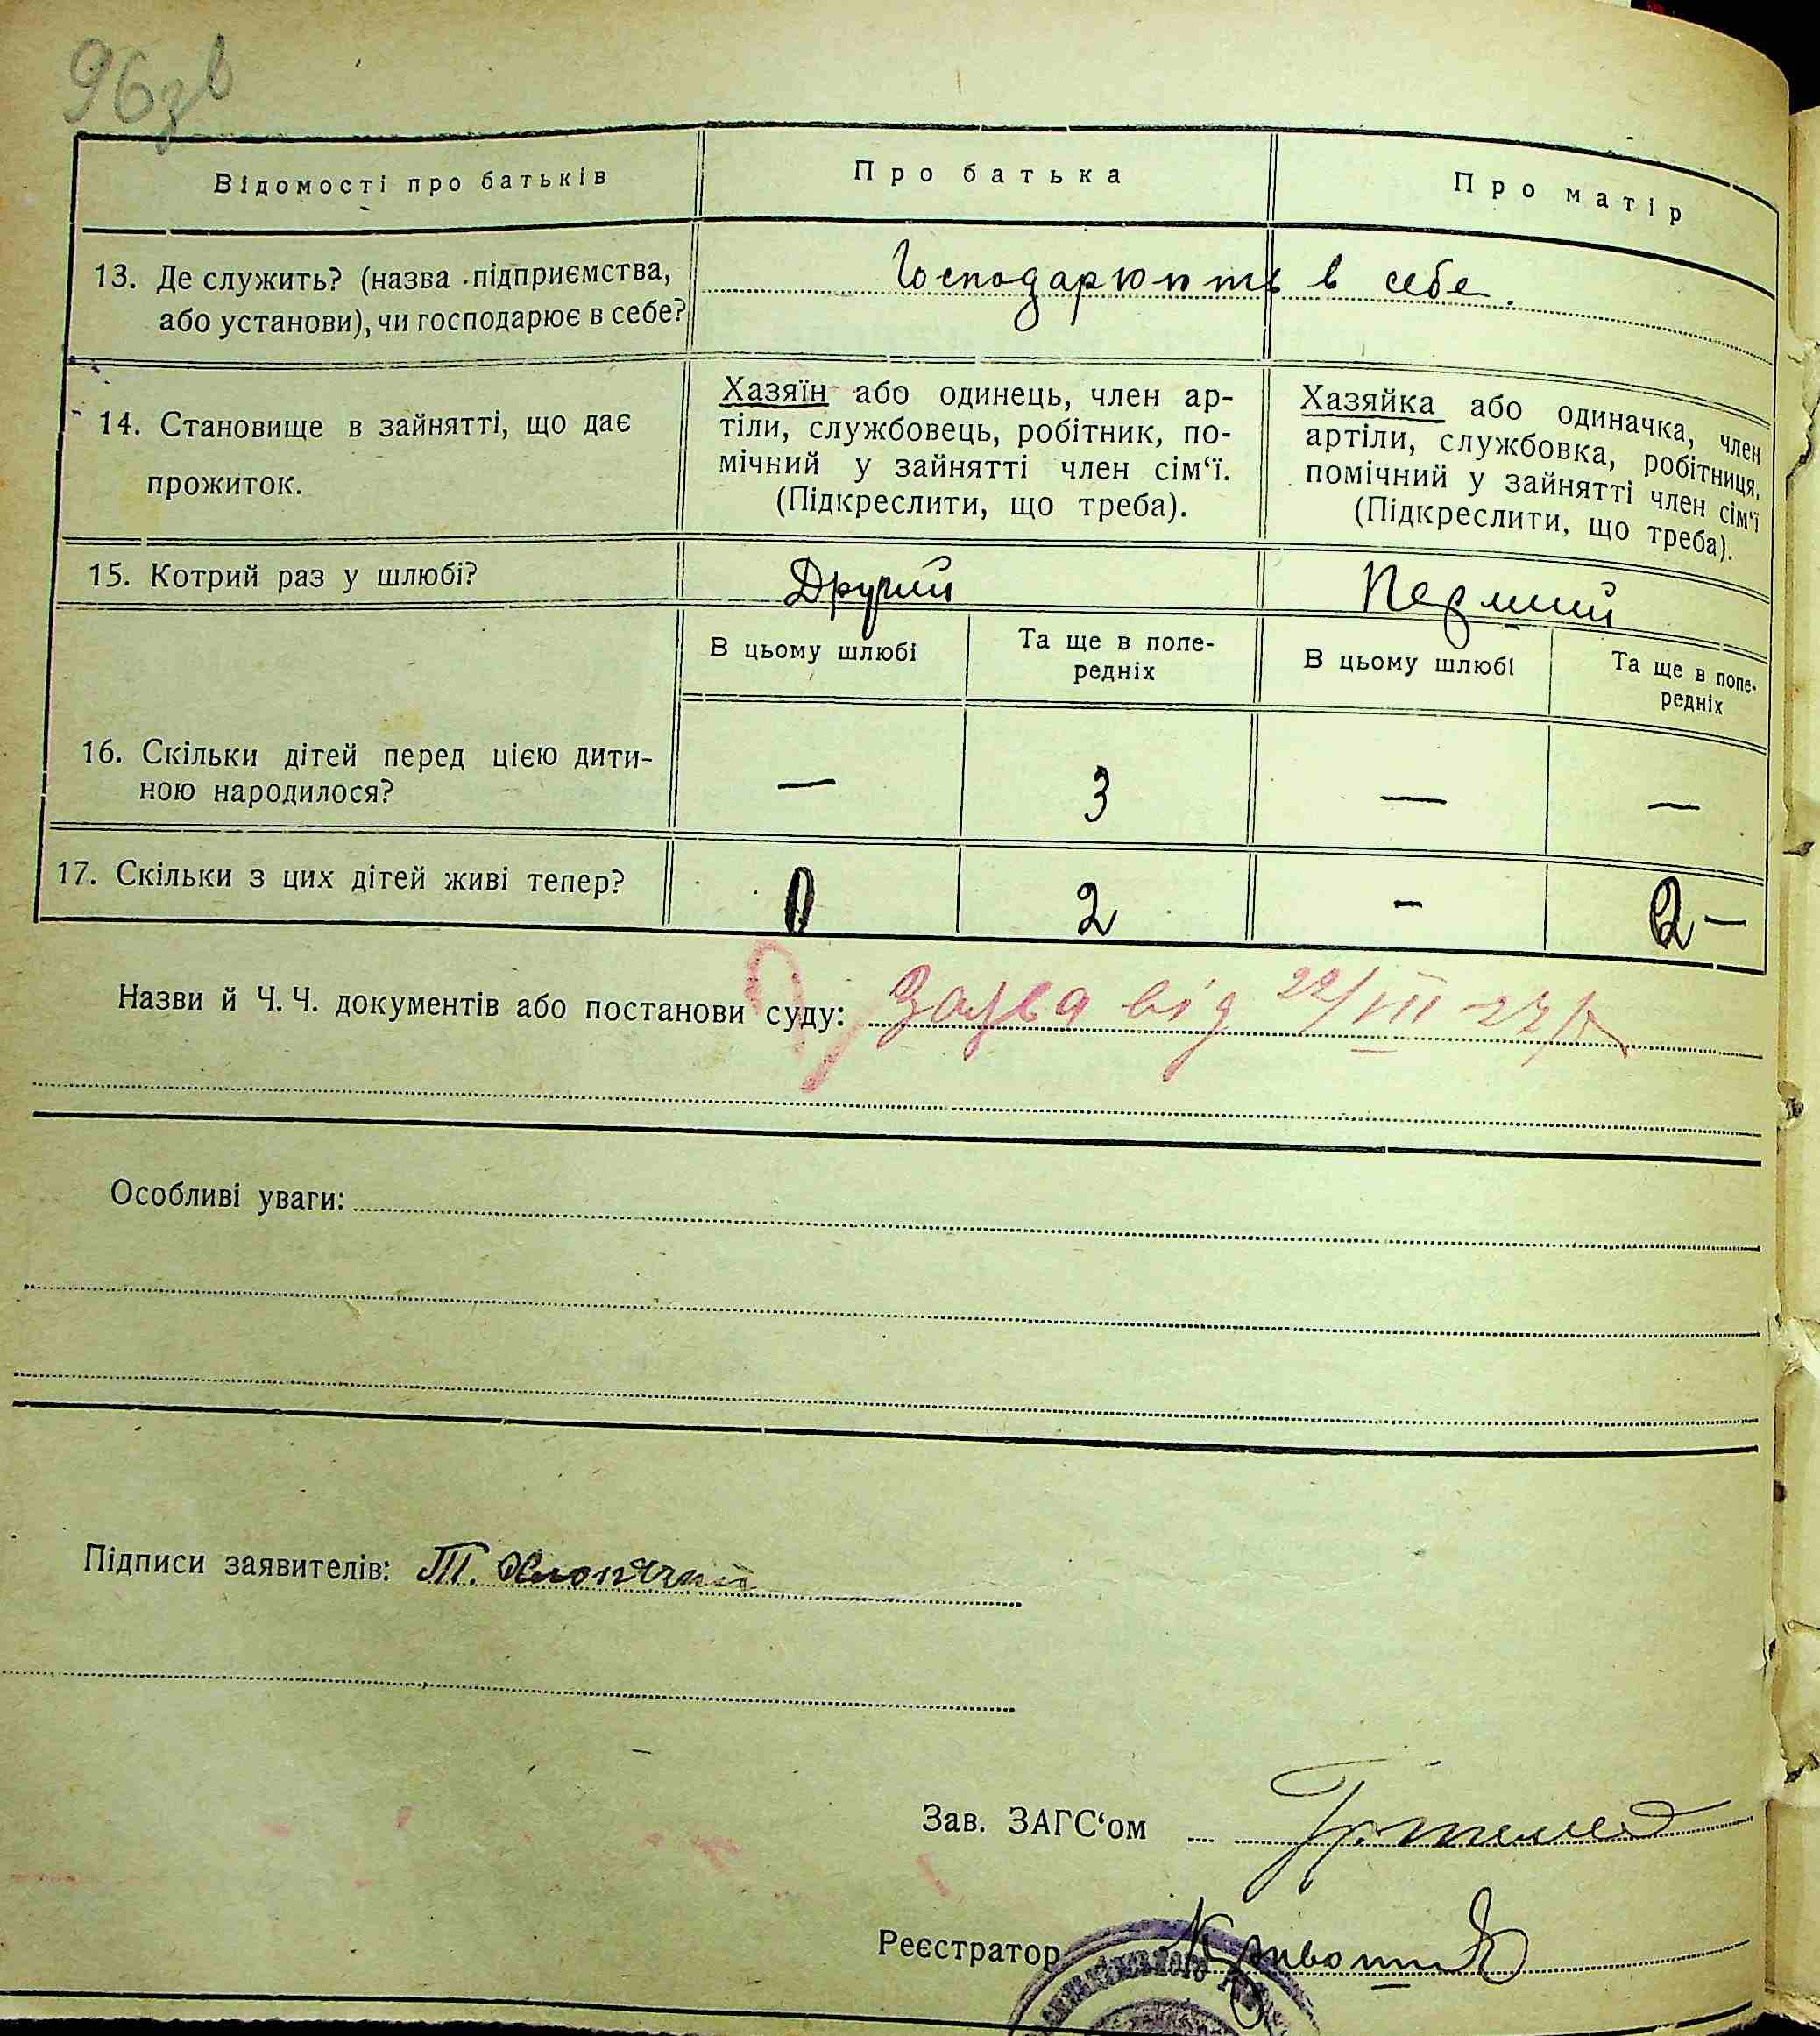 96зв
Відомості про батьків
Про батька
Про матір
13. Де служить? (назва підприємства,
або установи), чи господарює в себе?
Господарюють в себе.
14. Становище в зайнятті, що дає
прожиток.
Хазяїн або одинець, член ар-
тіли, службовець, робітник, по-
мічний у зайнятті член сім‘ї.
(Підкреслити, що треба).
Хазяйка або одиначка, член
артіли, службовка, робітниця,
помічний у зайнятті член сім‘ї
(Підкреслити, що треба).
15. Котрий раз у шлюбі?
Другий
Перший
В цьому шлюбі
Та ще в попе-
редніх
В цьому шлюбі
Та ще в попе-
редніх
16. Скільки дітей перед цією дити-
ною народилося?
— 3 — —
17. Скільки з цих дітей живі тепер?
0 2 - —
Назви й Ч. Ч. документів або постанови суду: Заява від 22/VII-27
Особливі уваги:
Підписи заявителів: Т.
Зав. ЗАГС‘ом
Реєстратор